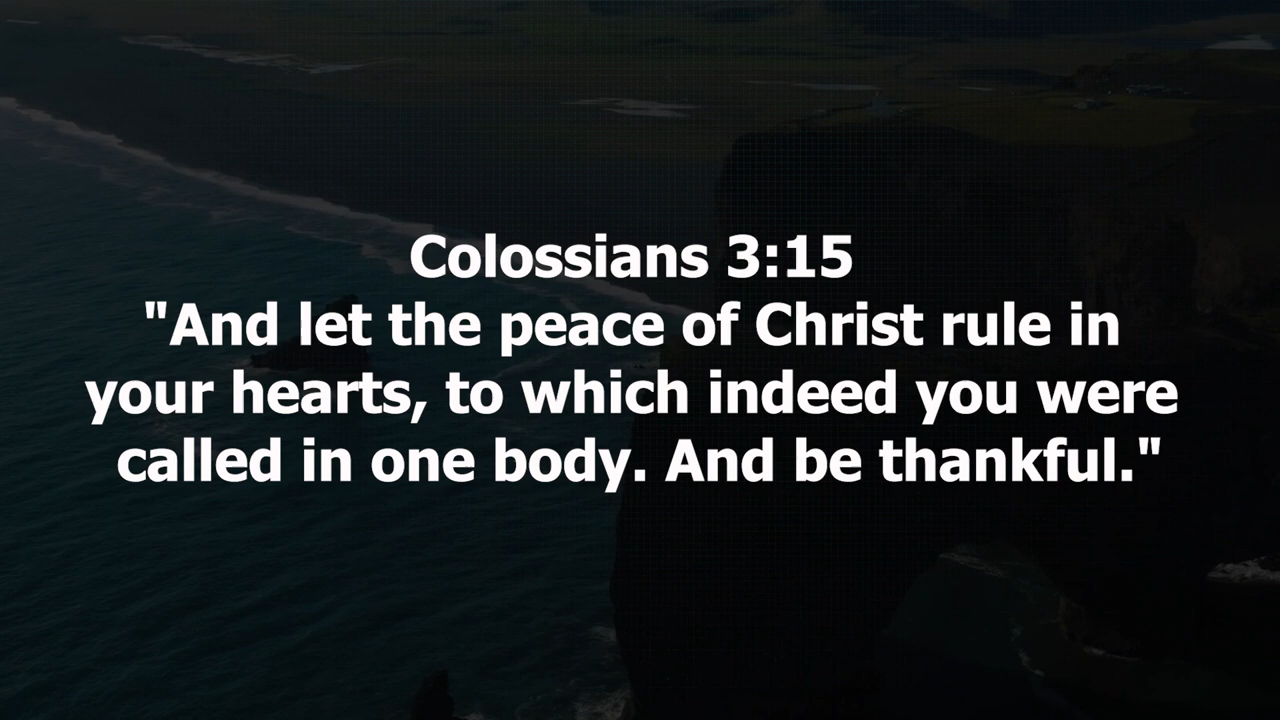 Colossians 3:15
"And let the peace of Christ rule in
your hearts, to which indeed you were
called in one body. And be thankful."